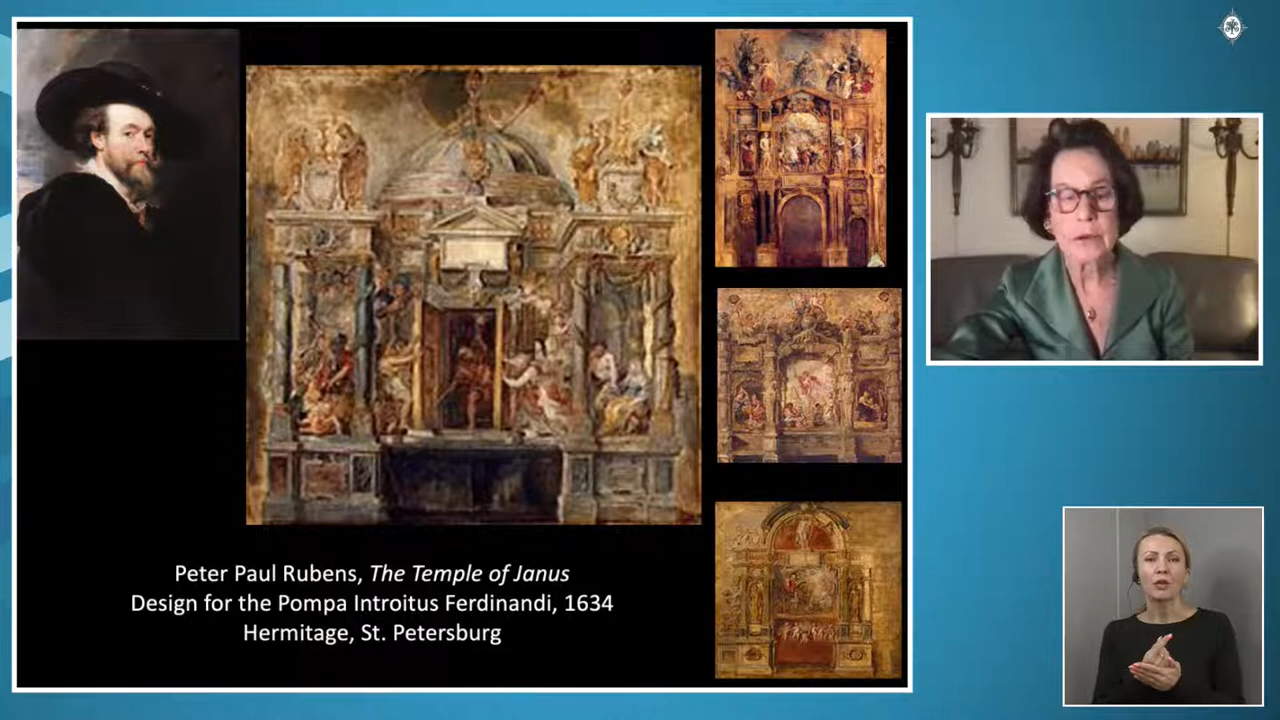 Peter Paul Rubens, The Temple of Janus
Design for the Pompa Introitus Ferdinandi, 1634
Hermitage, St. Petersburg